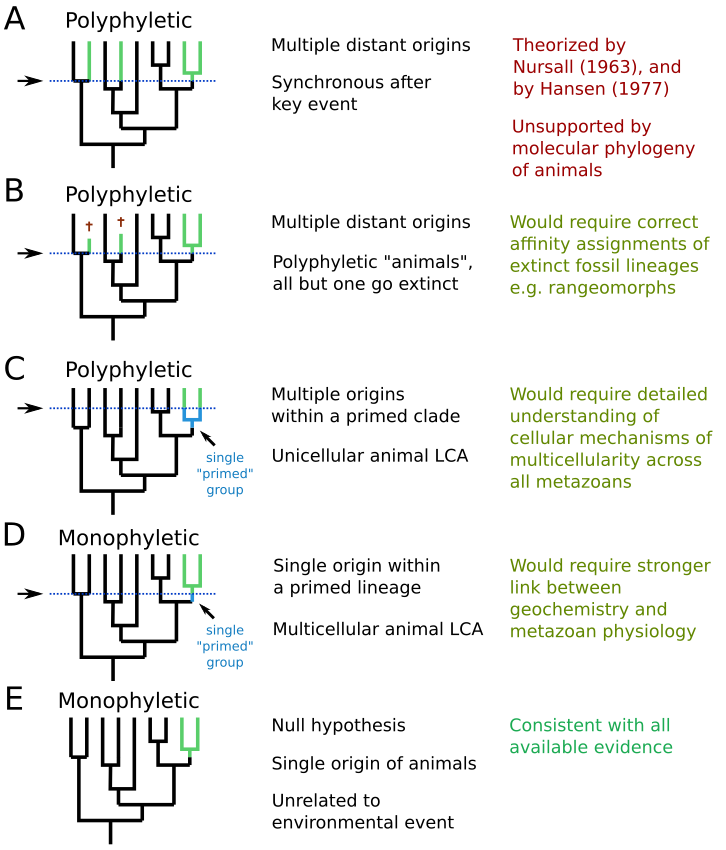 A
Polyphyletic
Multiple distant origins
Synchronous after
key event
Theorized by
Nursall (1963), and
by Hansen (1977)
Unsupported by
molecular phylogeny
of animals
B
Polyphyletic
† †
Multiple distant origins
Polyphyletic "animals",
all but one go extinct
Would require correct
affinity assignments of
extinct fossil lineages
e.g. rangeomorphs
C
Polyphyletic
single
"primed"
group
Multiple origins
within a primed clade
Unicellular animal LCA
Would require detailed
understanding of
cellular mechanisms of
multicellularity across
all metazoans
D
Monophyletic
single
"primed"
group
Single origin within
a primed lineage
Multicellular animal LCA
Would require stronger
link between
geochemistry and
metazoan physiology
E
Monophyletic
Null hypothesis
Single origin of animals
Unrelated to
environmental event
Consistent with all
available evidence